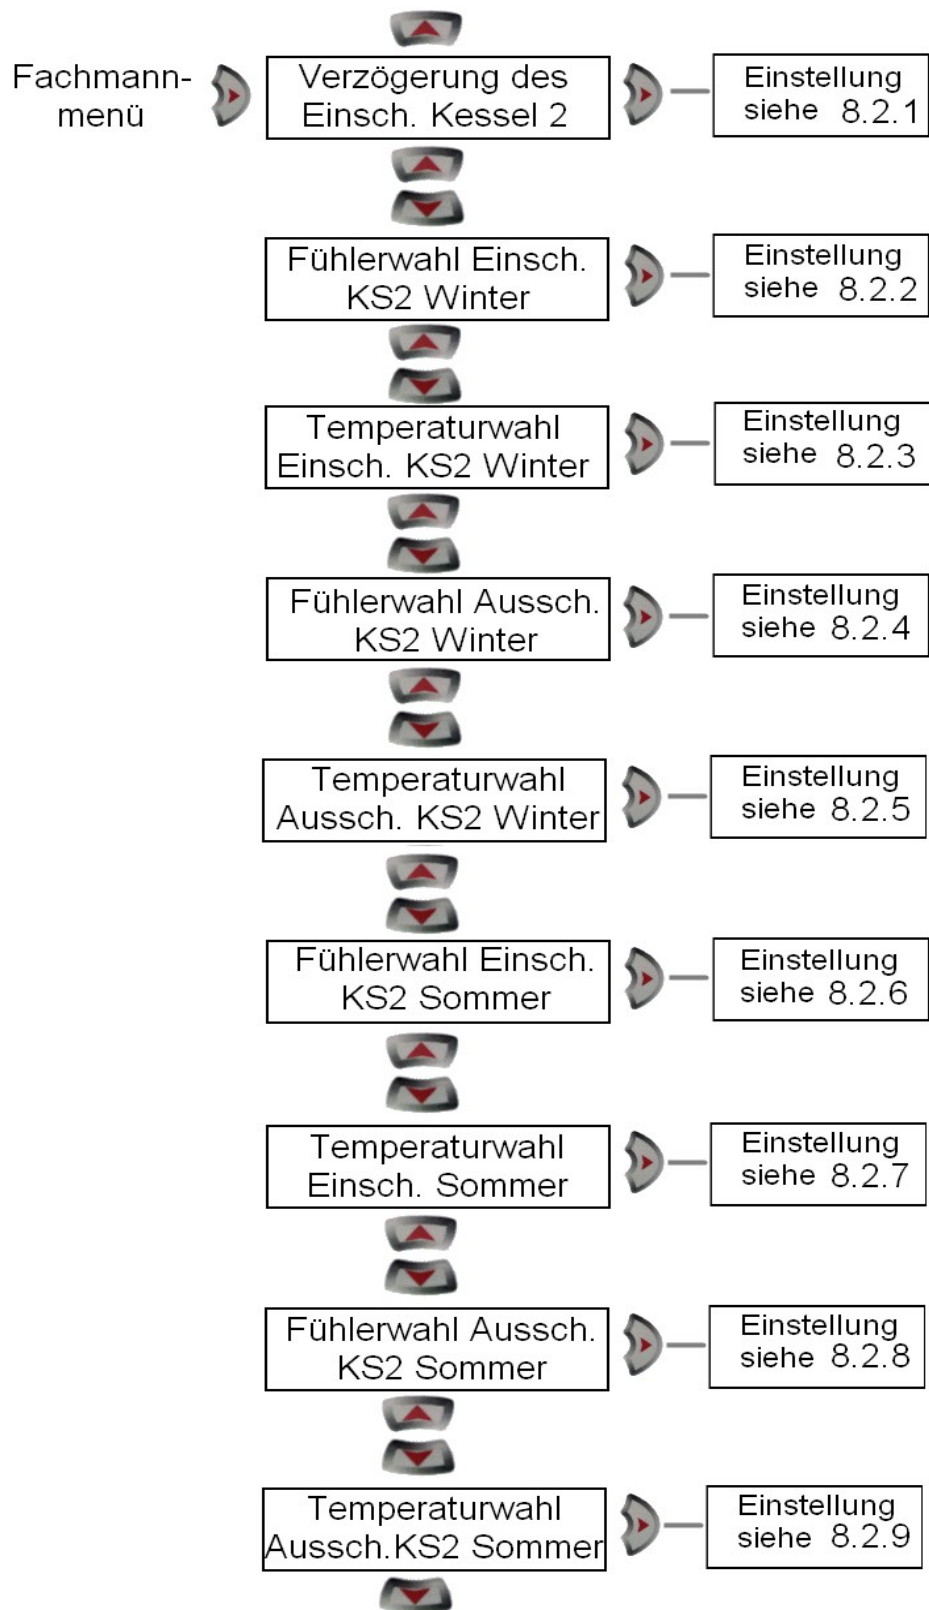 Fachmann-
menü
Verzögerung des
Einsch. Kessel 2
Einstellung
siehe 8.2.1
Fühlerwahl Einsch.
KS2 Winter
Einstellung
siehe 8.2.2
Temperaturwahl
Einsch. KS2 Winter
Einstellung
siehe 8.2.3
Fühlerwahl Aussch.
KS2 Winter
Einstellung
siehe 8.2.4
Temperaturwahl
Aussch. KS2 Winter
Einstellung
siehe 8.2.5
Fühlerwahl Einsch.
KS2 Sommer
Einstellung
siehe 8.2.6
Temperaturwahl
Einsch. Sommer
Einstellung
siehe 8.2.7
Fühlerwahl Aussch.
KS2 Sommer
Einstellung
siehe 8.2.8
Temperaturwahl
Aussch.KS2 Sommer
Einstellung
siehe 8.2.9